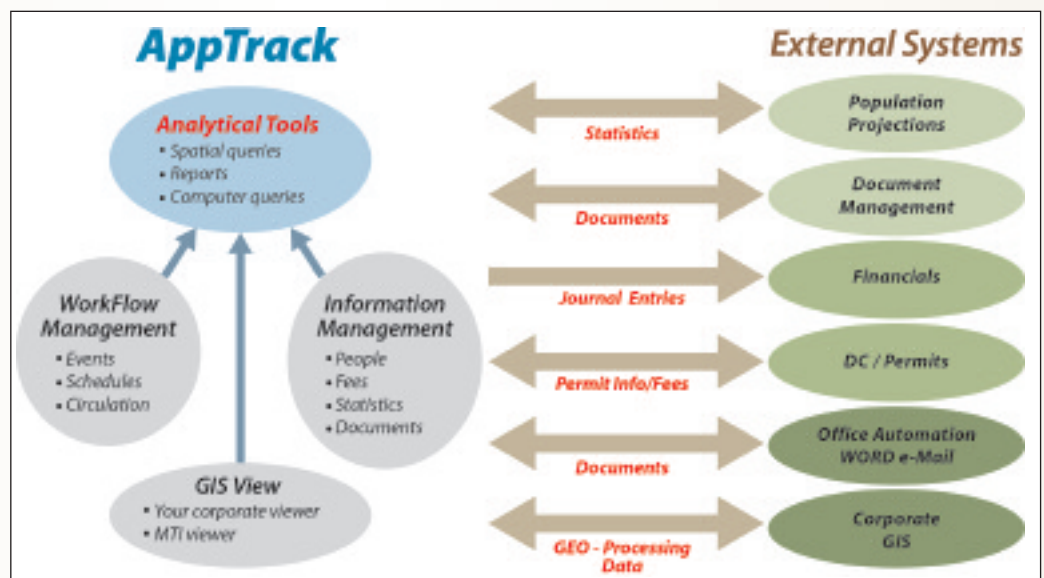 AppTrack
Analytical Tools
▪ Spatial queries
▪ Reports
▪ Computer queries
WorkFlow
Management
▪ Events
▪ Schedules
▪ Circulation
Information
Management
▪ People
▪ Fees
▪ Statistics
▪ Documents
GIS View
▪ Your corporate viewer
▪ MTI viewer
Statistics
Documents
Journal Entries
Permit Info/Fees
Documents
GEO - Processing
Data
External Systems
Population
Projections
Document
Management
Financials
DC / Permits
Office Automation
WORD e-Mail
Corporate
GIS